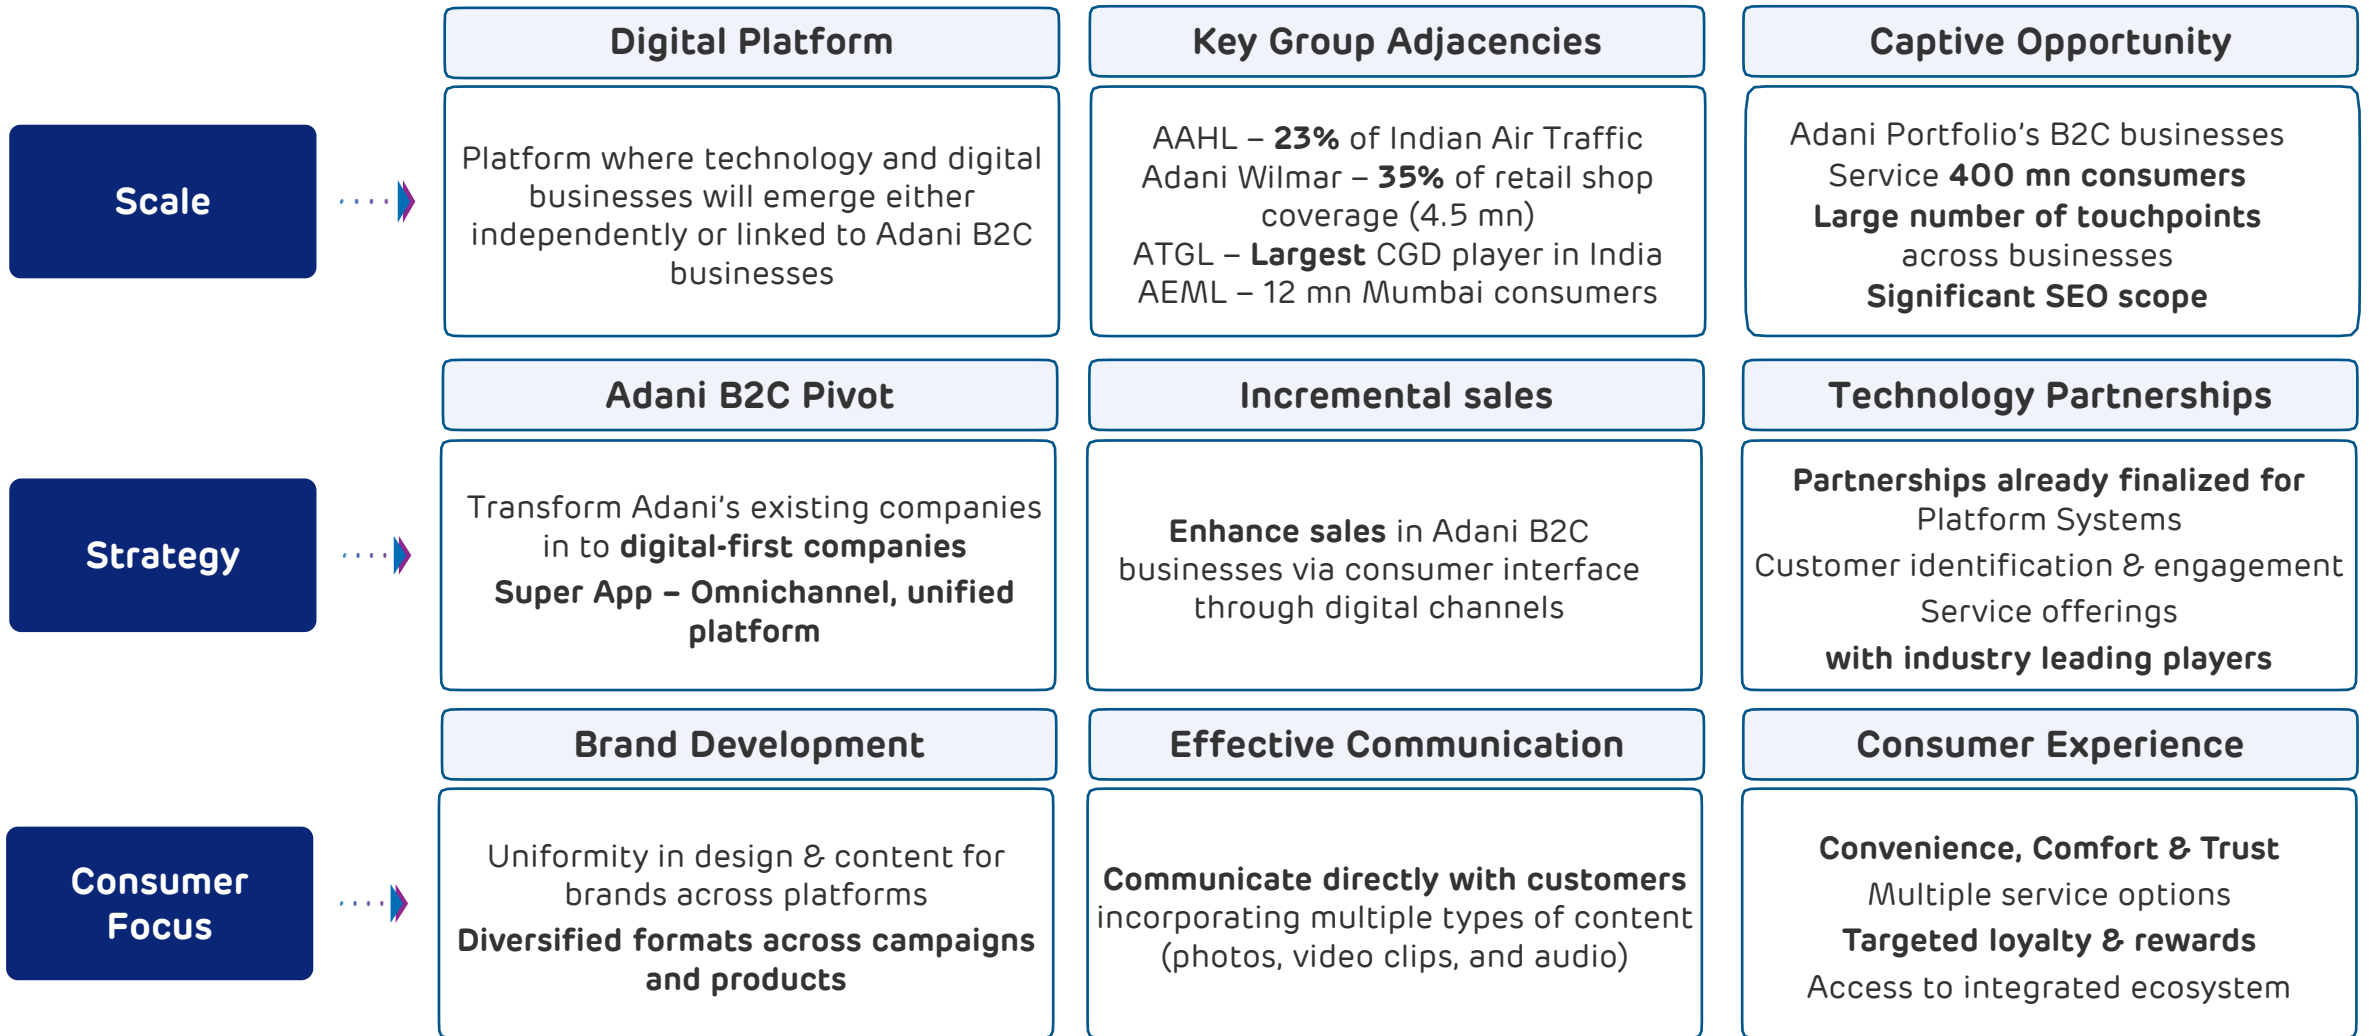 Digital Platform
Key Group Adjacencies
Captive Opportunity
Scale
Platform where technology and digital
businesses will emerge either
independently or linked to Adani B2C
businesses
AAHL – 23% of Indian Air Traffic
Adani Wilmar – 35% of retail shop
coverage (4.5 mn)
ATGL – Largest CGD player in India
AEML – 12 mn Mumbai consumers
Adani Portfolio's B2C businesses
Service 400 mn consumers
Large number of touchpoints
across businesses
Significant SEO scope
Adani B2C Pivot
Incremental sales
Technology Partnerships
Strategy
Transform Adani's existing companies
in to digital-first companies
Super App – Omnichannel, unified
platform
Enhance sales in Adani B2C
businesses via consumer interface
through digital channels
Partnerships already finalized for
Platform Systems
Customer identification & engagement
Service offerings
with industry leading players
Brand Development
Effective Communication
Consumer Experience
Consumer
Focus
Uniformity in design & content for
brands across platforms
Diversified formats across campaigns
and products
Communicate directly with customers
incorporating multiple types of content
(photos, video clips, and audio)
Convenience, Comfort & Trust
Multiple service options
Targeted loyalty & rewards
Access to integrated ecosystem